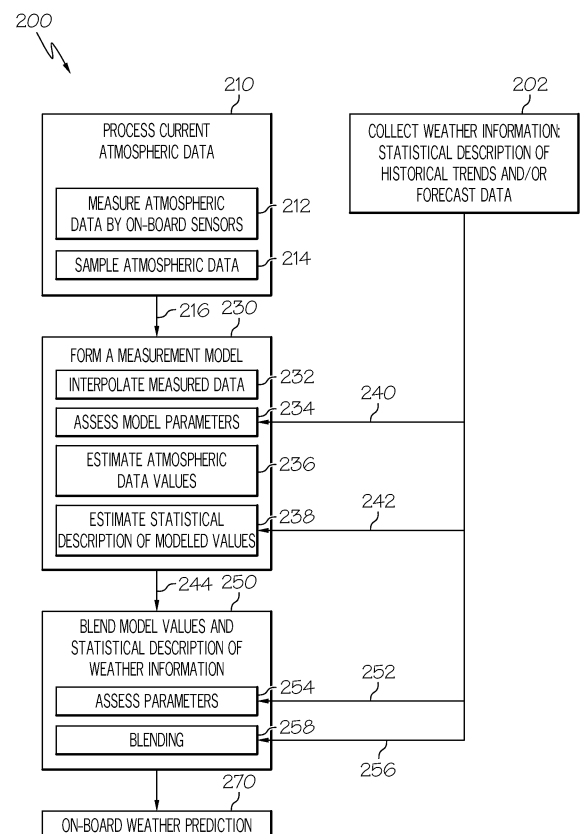 200
210
PROCESS CURRENT
ATMOSPHERIC DATA
MEASURE ATMOSPHERIC
DATA BY ON-BOARD SENSORS
212
SAMPLE ATMOSPHERIC DATA
214
202
COLLECT WEATHER INFORMATION:
STATISTICAL DESCRIPTION OF
HISTORICAL TRENDS AND/OR
FORECAST DATA
216
230
FORM A MEASUREMENT MODEL
INTERPOLATE MEASURED DATA
232
ASSESS MODEL PARAMETERS
234
240
ESTIMATE ATMOSPHERIC
DATA VALUES
236
ESTIMATE STATISTICAL
DESCRIPTION OF MODELED VALUES
238
242
244
250
BLEND MODEL VALUES AND
STATISTICAL DESCRIPTION OF
WEATHER INFORMATION
ASSESS PARAMETERS
254
252
BLENDING
258
256
270
ON-BOARD WEATHER PREDICTION